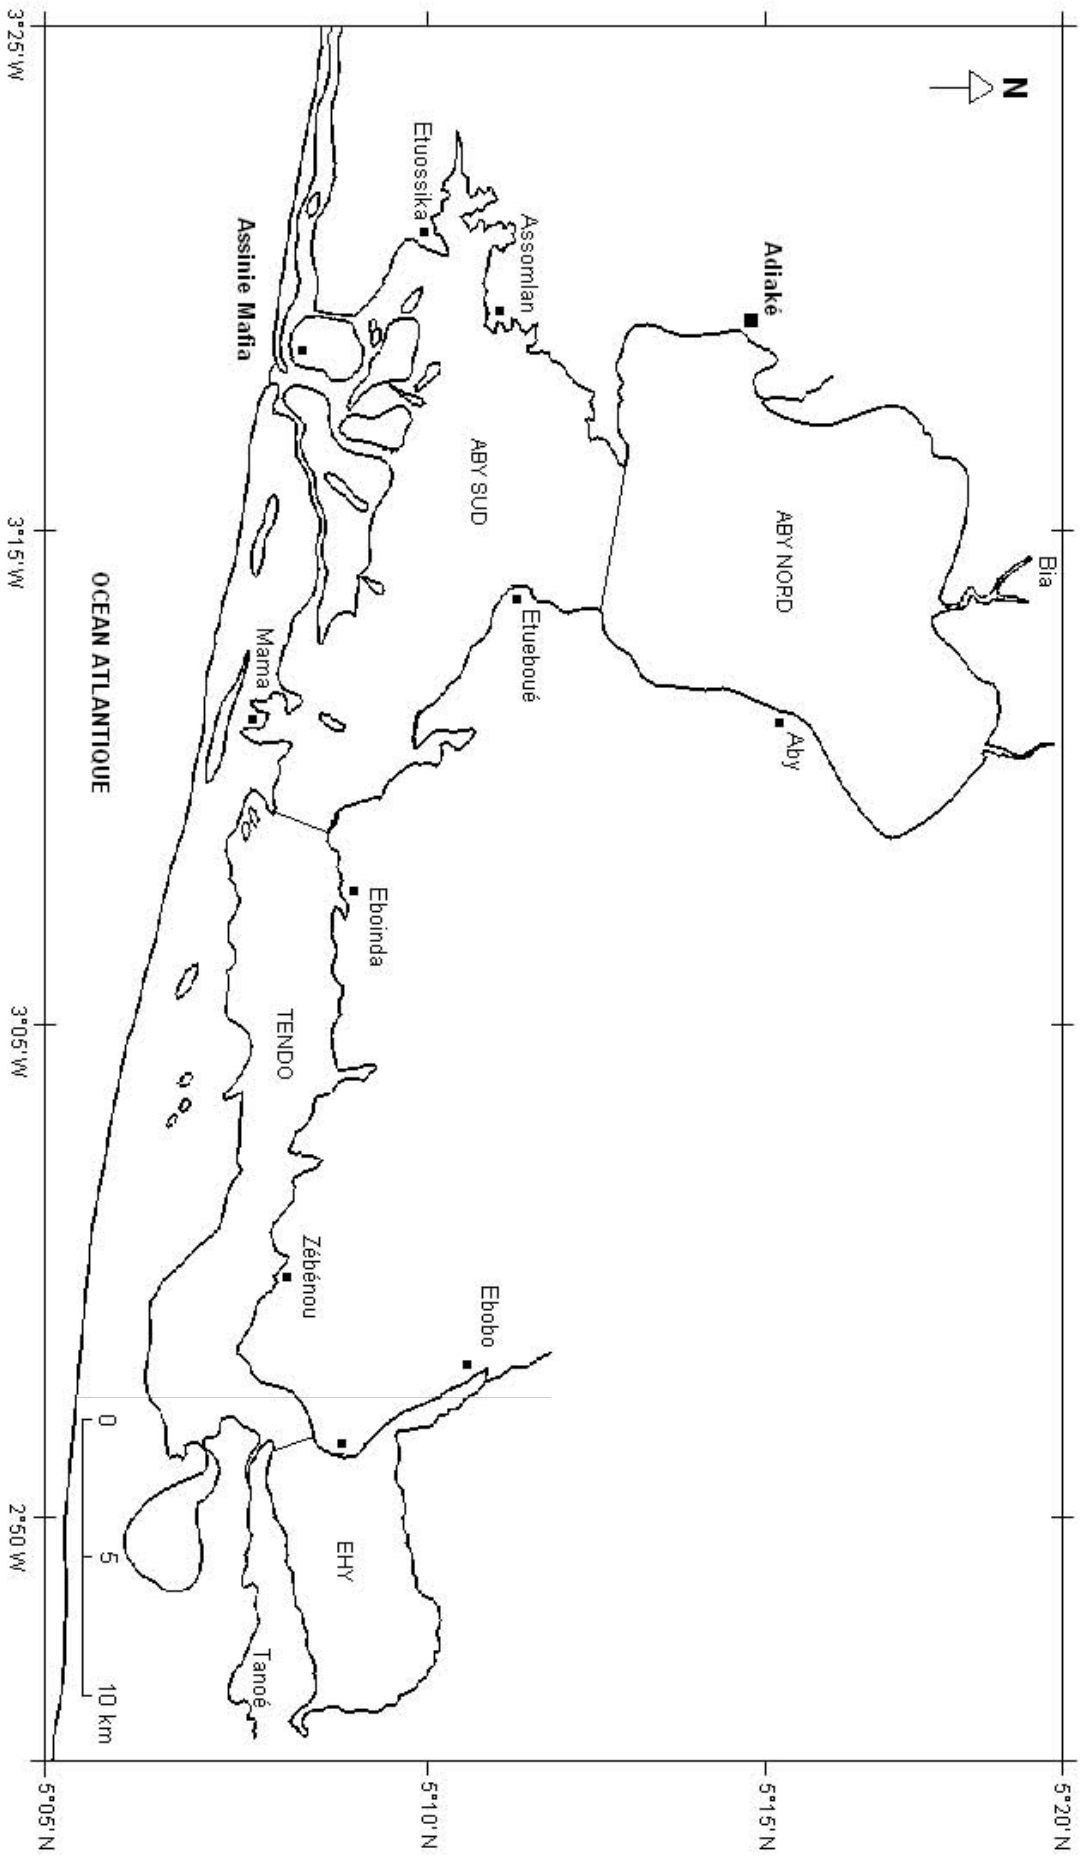 N
Bia
Adiaké
ABY NORD
Aby
Assomlan
Etuossika
ABY SUD
Etueboué
Ebobo
Assinie Mafia
Mama
Eboinda
TENDO
Zébénou
EHY
Tanoé
OCEAN ATLANTIQUE
0 5 10 km
3°25'W 3°15'W 3°05'W 2°50'W
5°20'N
5°15'N
5°10'N
5°05'N